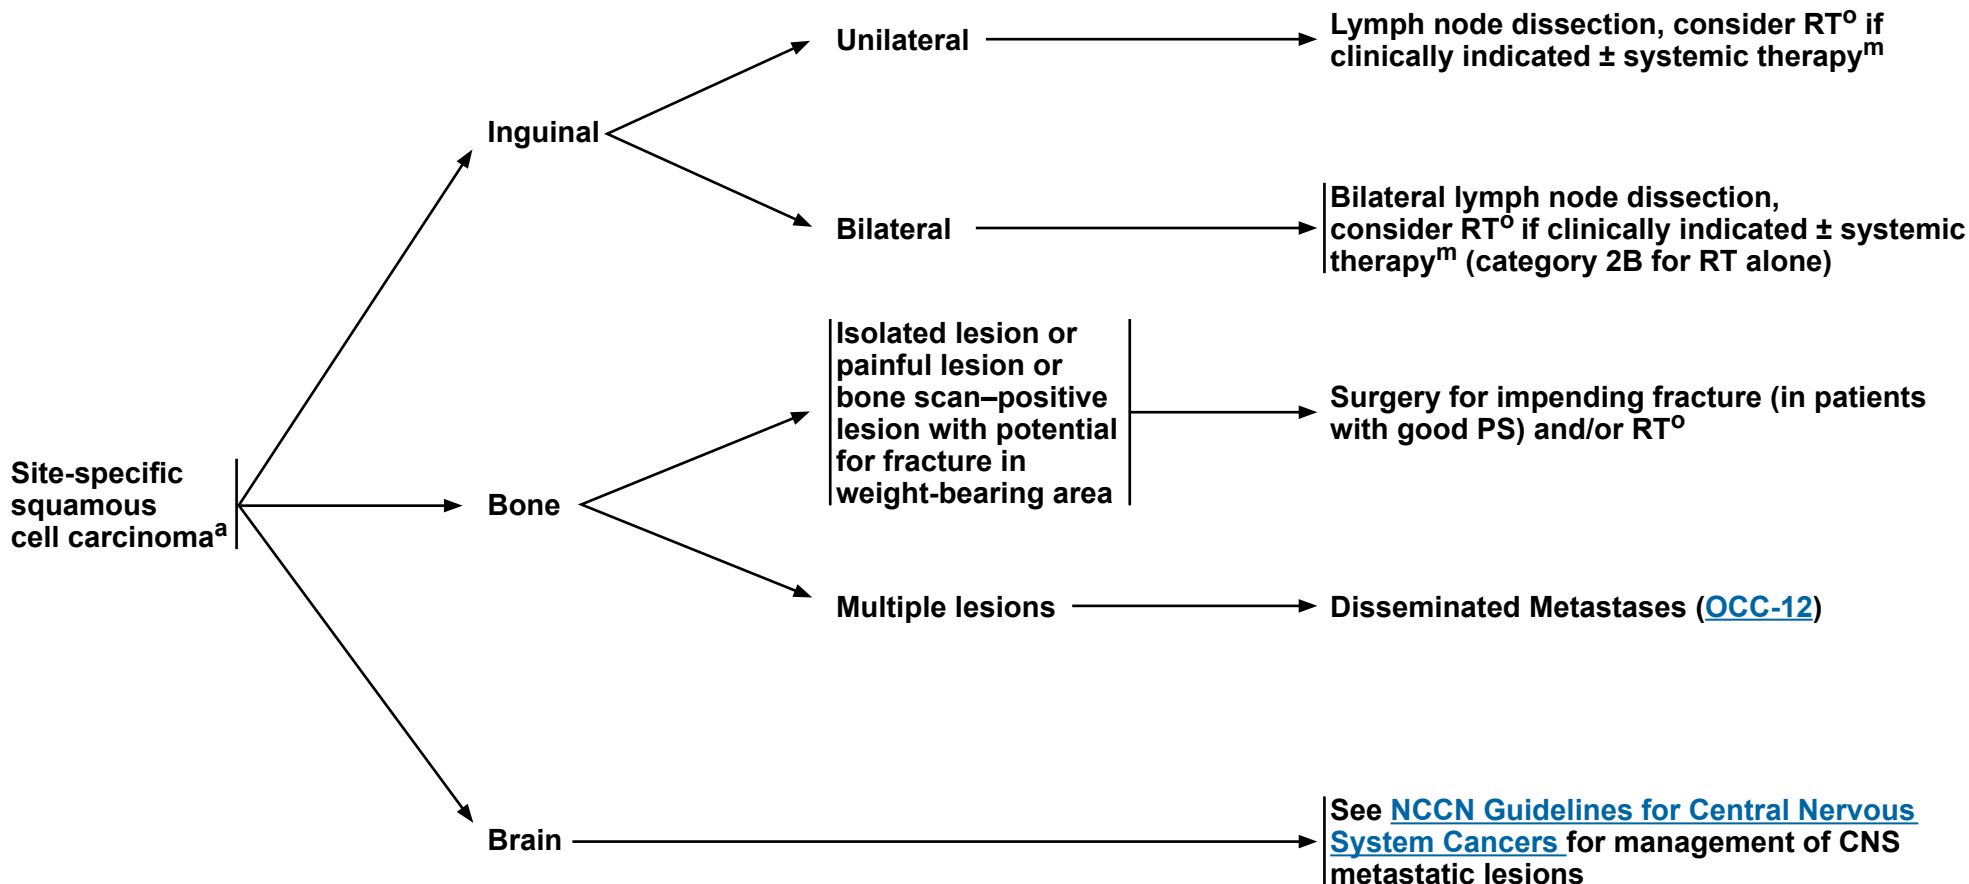 Unilateral
Lymph node dissection, consider RTᵒ if
clinically indicated ± systemic therapyᵐ
Inguinal
Bilateral
Bilateral lymph node dissection,
consider RTᵒ if clinically indicated ± systemic
therapyᵐ (category 2B for RT alone)
Site-specific
squamous
cell carcinomaᵃ
Bone
Isolated lesion or
painful lesion or
bone scan–positive
lesion with potential
for fracture in
weight-bearing area
Surgery for impending fracture (in patients
with good PS) and/or RTᵒ
Multiple lesions
Disseminated Metastases (OCC-12)
Brain
See NCCN Guidelines for Central Nervous
System Cancers for management of CNS
metastatic lesions